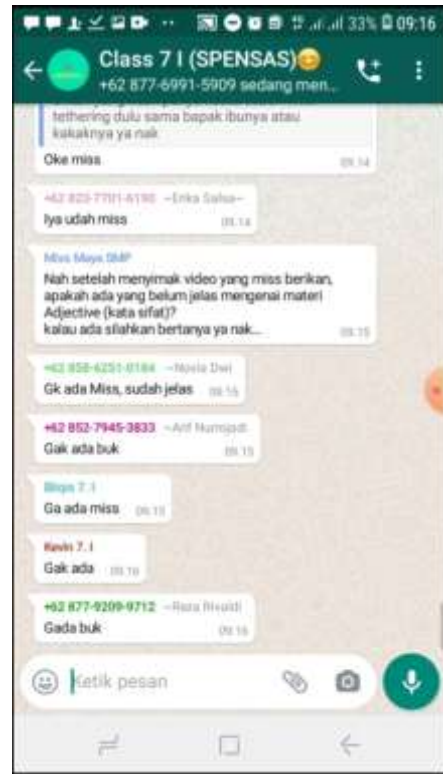 33% 09:16
Class 7 I (SPENSAS)😊
+62 877-6991-5909 sedang men...
tethering dulu sama bapak ibunya atau
kakaknya ya nak
Oke miss 09.14
~Erika Salsa~
Iya udah miss 09.14
Miss Maya SMP
Nah setelah menyimak video yang miss berikan,
apakah ada yang belum jelas mengenai materi
Adjective (kata sifat)?
kalau ada silahkan bertanya ya nak... 09.15
+62 858-6251-0184 ~Novia Dwi
Gk ada Miss, sudah jelas 09.15
+62 852-7945-3833 ~Arif Nurrojadi
Gak ada buk 09.15
7.I
Ga ada miss 09.15
Kevin 7. I
Gak ada 09.16
+62 877-9209-9712 ~Reza Rivaldi
Gada buk 09.16
Ketik pesan